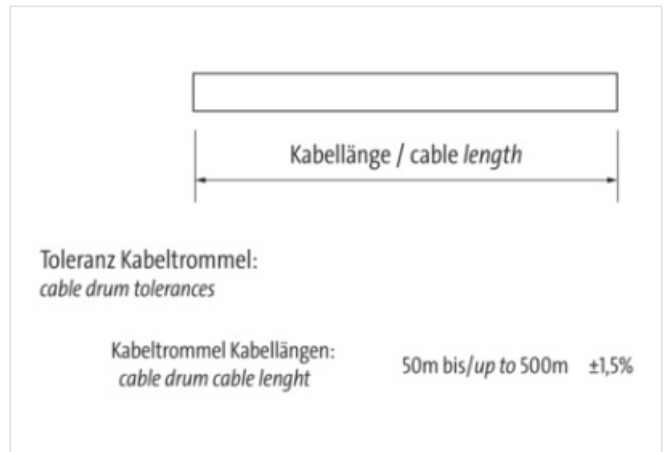 Kabellänge / cable length
Toleranz Kabeltrommel:
cable drum tolerances
Kabeltrommel Kabellängen:
cable drum cable lenght
50m bis/up to 500m ±1,5%